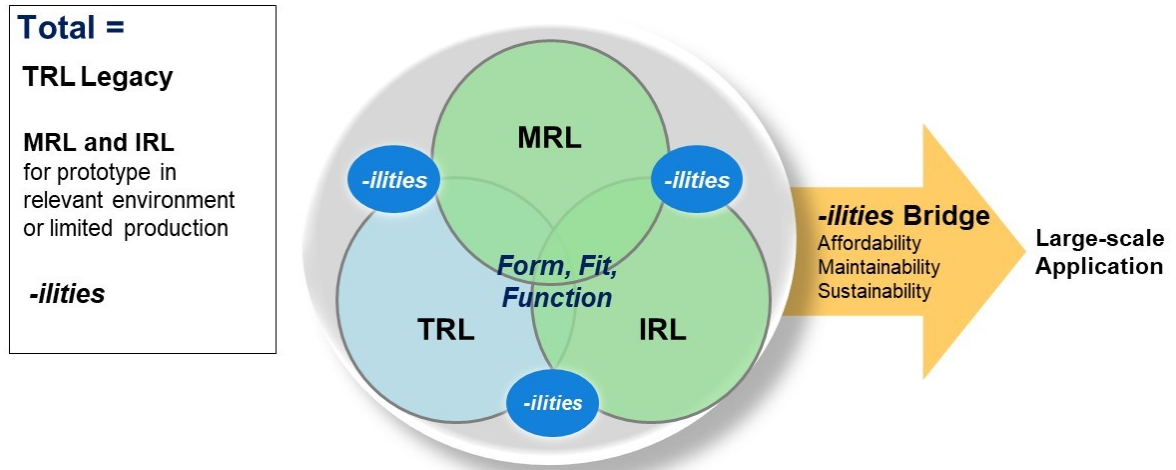 Total =
TRL Legacy
MRL and IRL
for prototype in
relevant environment
or limited production
-ilities
MRL
-ilities
-ilities
Form, Fit,
Function
TRL
IRL
-ilities
-ilities Bridge
Affordability
Maintainability
Sustainability
Large-scale
Application